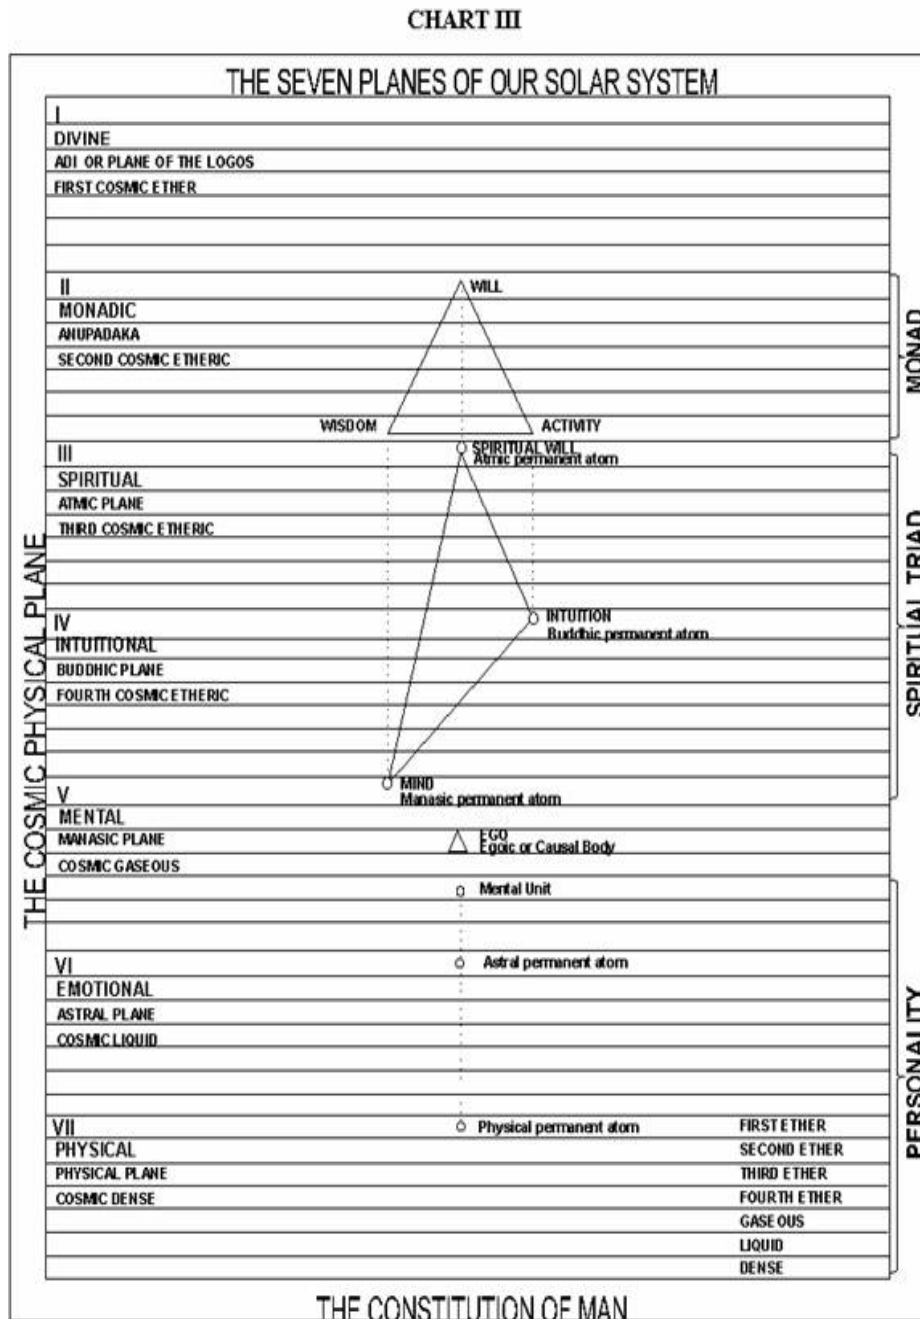 CHART III
THE SEVEN PLANES OF OUR SOLAR SYSTEM
I
DIVINE
ADI OR PLANE OF THE LOGOS
FIRST COSMIC ETHER
II
WILL
MONADIC
ANUPADAKA
SECOND COSMIC ETHERIC
WISDOM
ACTIVITY
MONAD
III
SPIRITUAL WILL
Atmic permanent atom
SPIRITUAL
ATMIC PLANE
THIRD COSMIC ETHERIC
IV
INTUITION
Buddhic permanent atom
INTUITIONAL
BUDDHIC PLANE
FOURTH COSMIC ETHERIC
SPIRITUAL TRIAD
THE COSMIC PHYSICAL PLANE
MIND
Manasic permanent atom
V
MENTAL
MANASIC PLANE
EGO
Egoic or Causal Body
COSMIC GASEOUS
Mental Unit
VI
Astral permanent atom
EMOTIONAL
ASTRAL PLANE
COSMIC LIQUID
PERSONALITY
VII
Physical permanent atom
FIRST ETHER
PHYSICAL
SECOND ETHER
PHYSICAL PLANE
THIRD ETHER
COSMIC DENSE
FOURTH ETHER
GASEOUS
LIQUID
DENSE
THE CONSTITUTION OF MAN